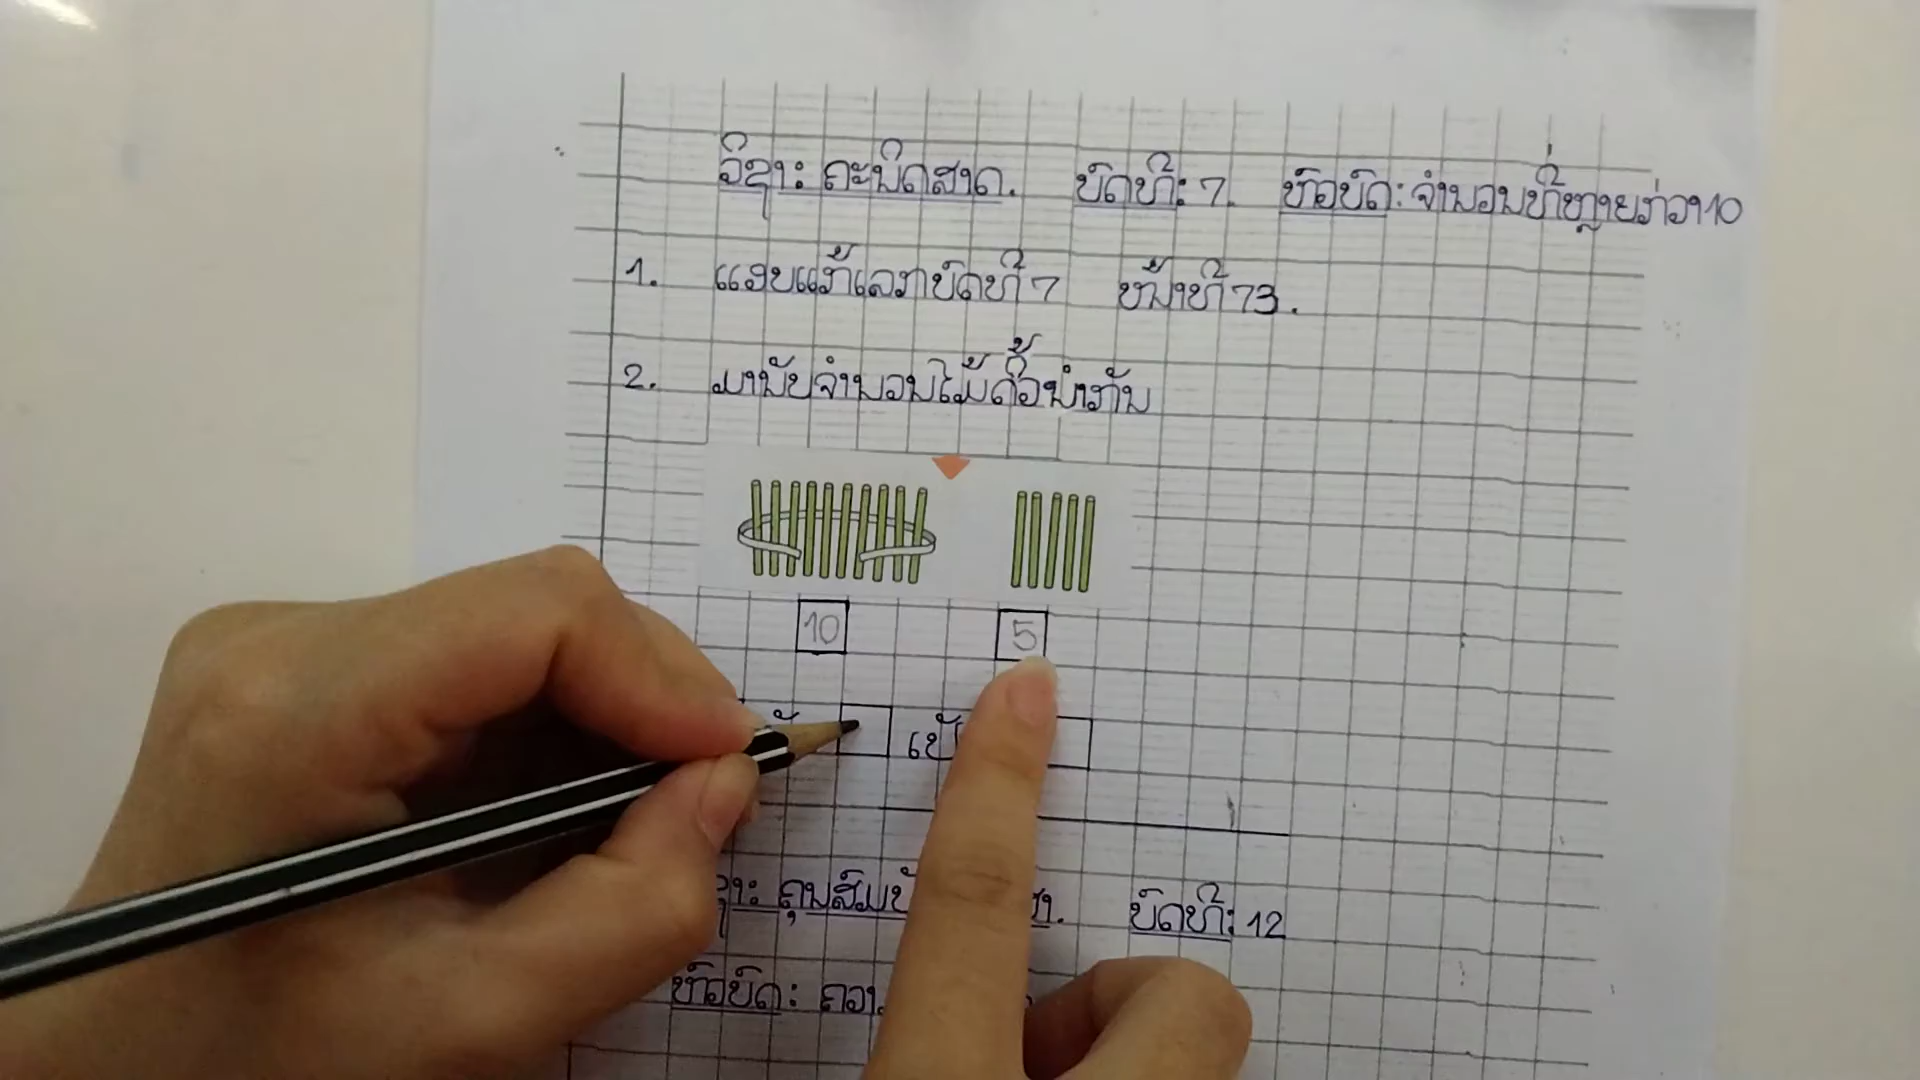 ວິຊາ: ຄະນິດສາດ. ບົດທີ: 7. ຫົວບົດ: ຈຳນວນທີ່ຫຼາຍກ່ວາ10
1. ແອບແກ້ເລກບົດທີ 7 ໜ້າທີ 73.
2. ມານັບຈຳນວນໄມ້ດື້ນຳກັນ
10 5
ບົດທີ: 12
ຫົວບົດ: